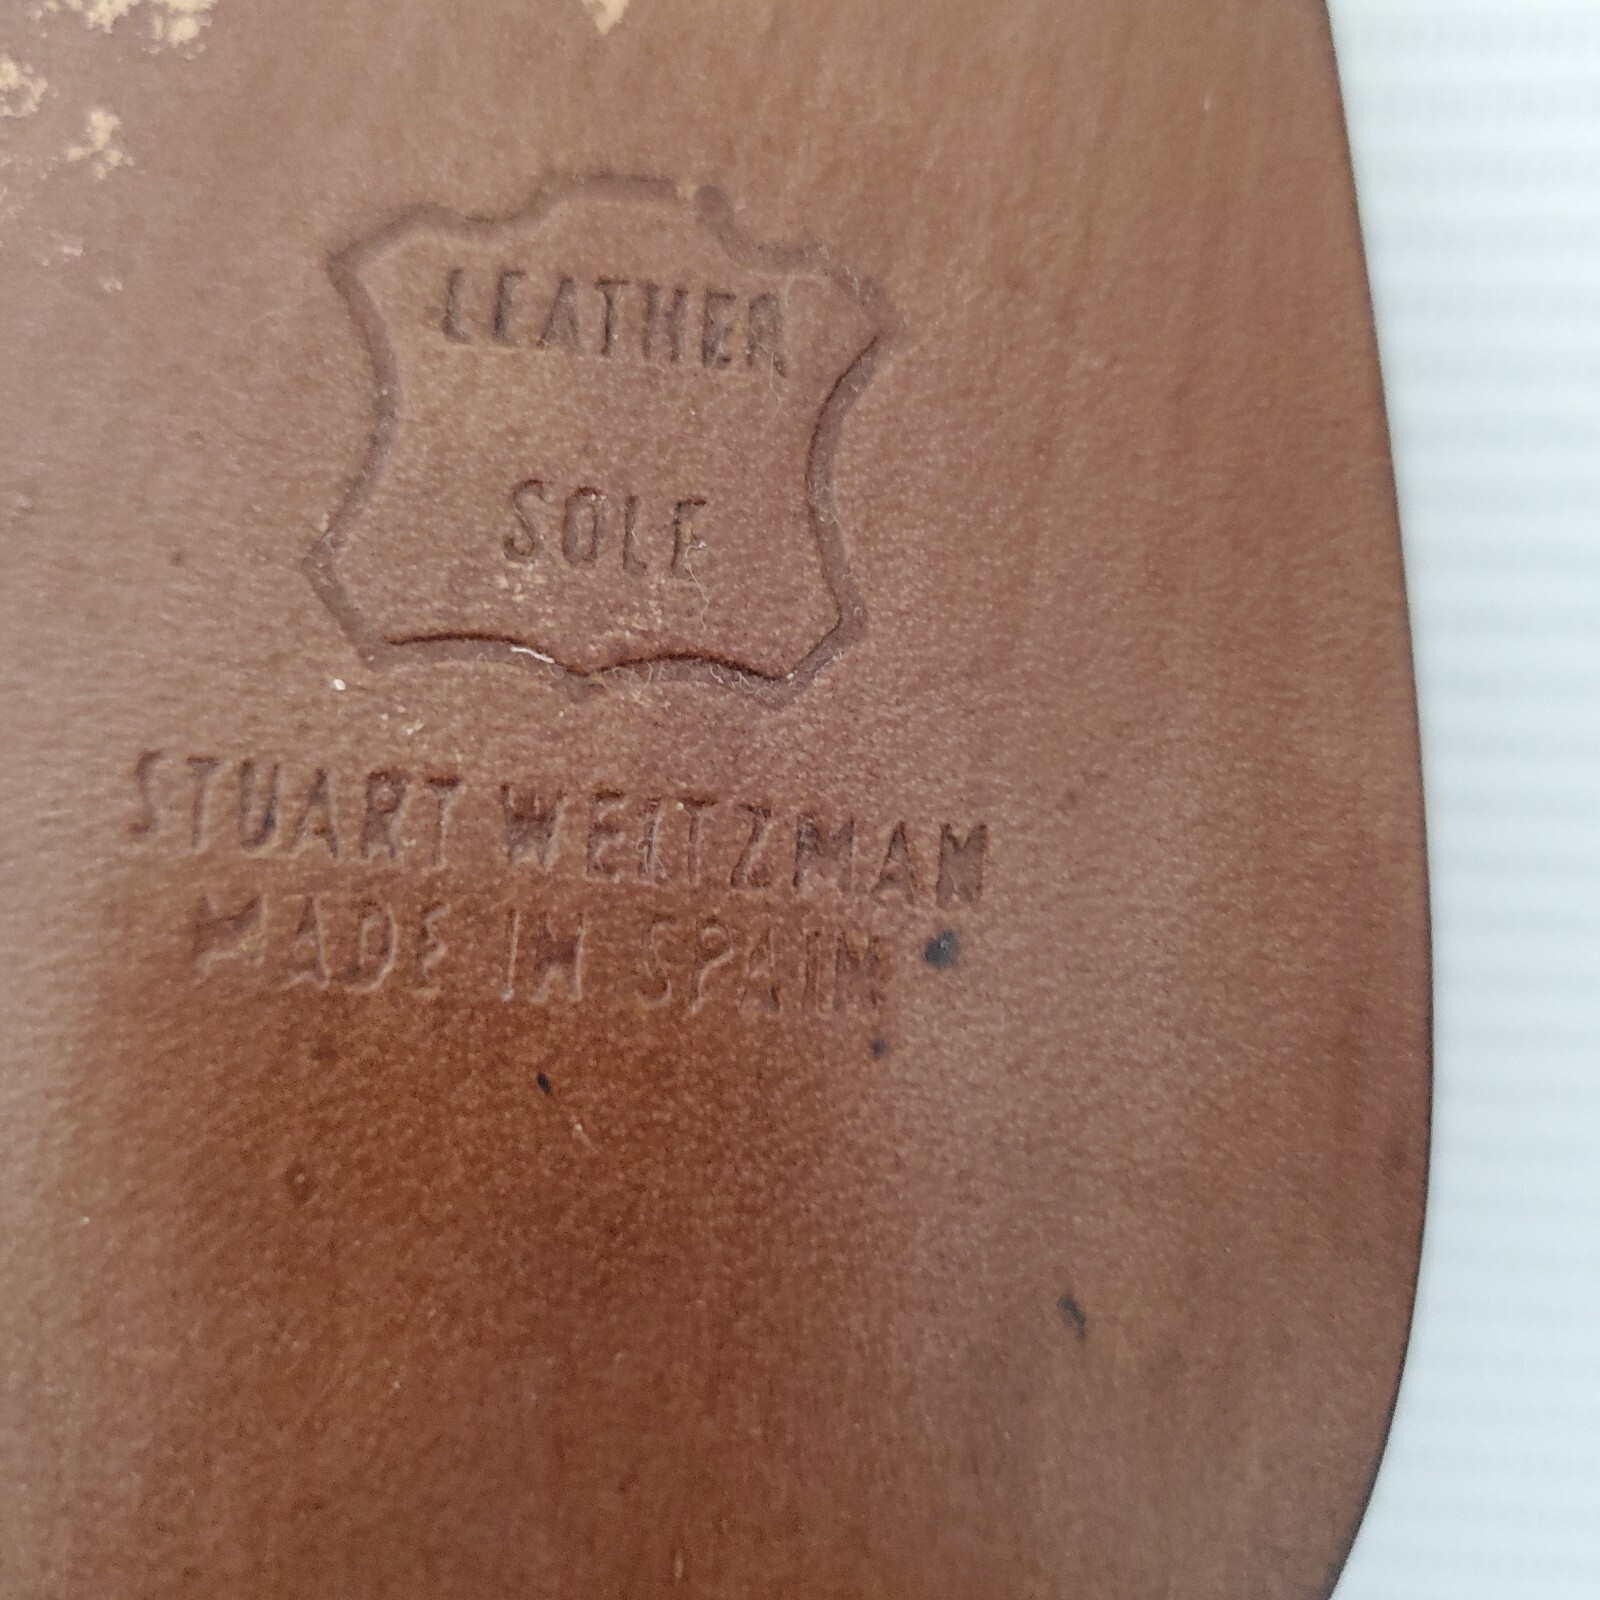 LEATHER
SOLE
STUART WEITZMAN
MADE IN SPAIN